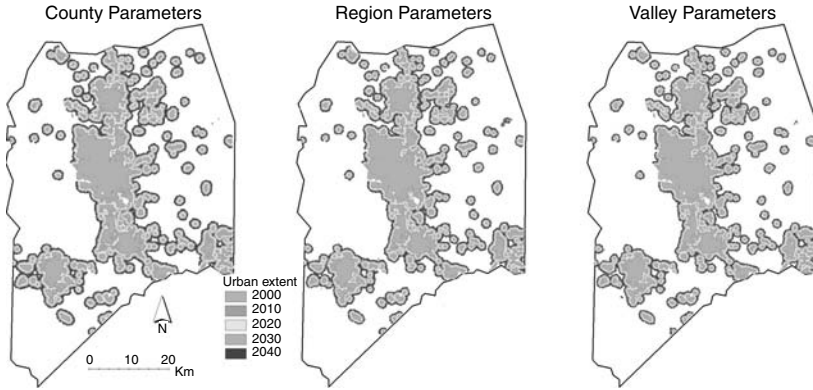 County Parameters
Region Parameters
Valley Parameters
Urban extent
2000
2010
2020
2030
2040
N
0 10 20
Km